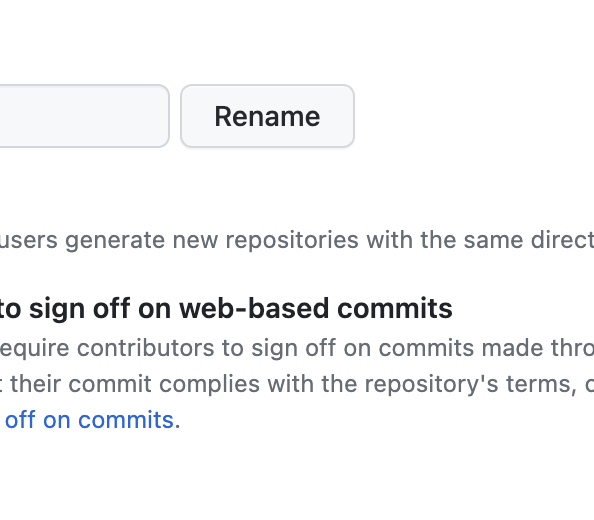 Rename
users generate new repositories with the same direct
to sign off on web-based commits
equire contributors to sign off on commits made thro
t their commit complies with the repository's terms, c
off on commits.